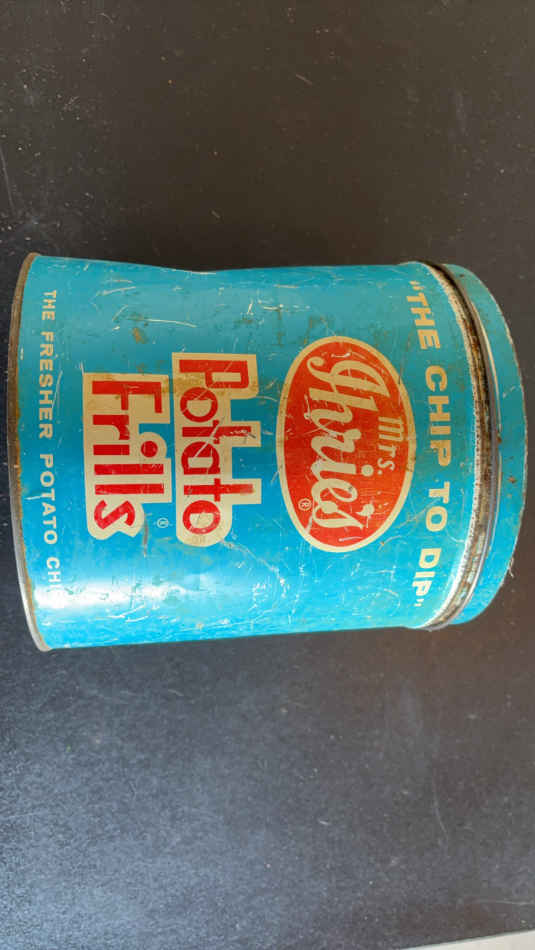 "THE CHIP TO DIP"
Mrs.
Ihrie's
®
Potato
Frills
®
THE FRESHER POTATO